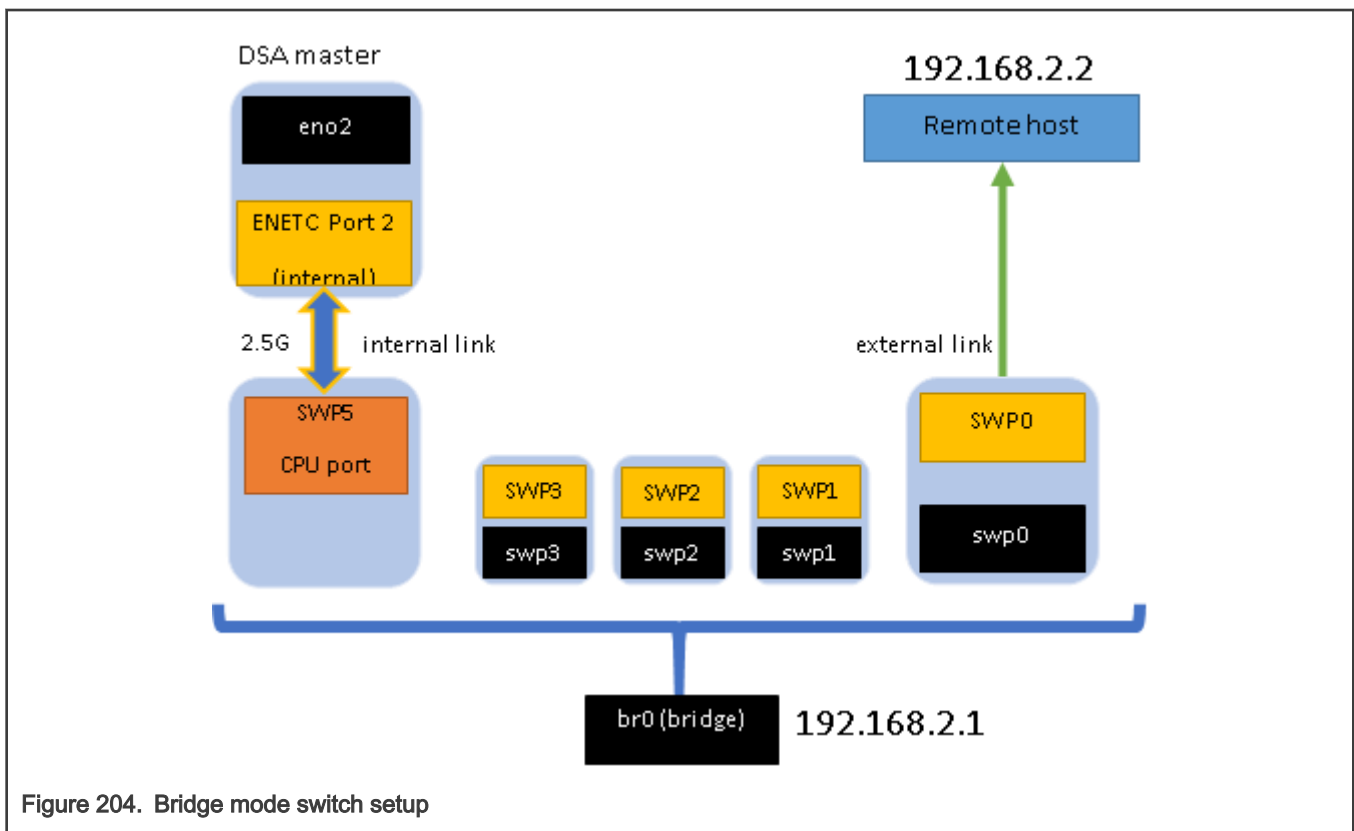 DSA master
192.168.2.2
eno2
Remote host
ENETC Port 2
(internal)
2.5G
internal link
external link
SWP5
CPU port
SWP0
swp0
SWP3
swp3
SWP2
swp2
SWP1
swp1
br0 (bridge)
192.168.2.1
Figure 204. Bridge mode switch setup